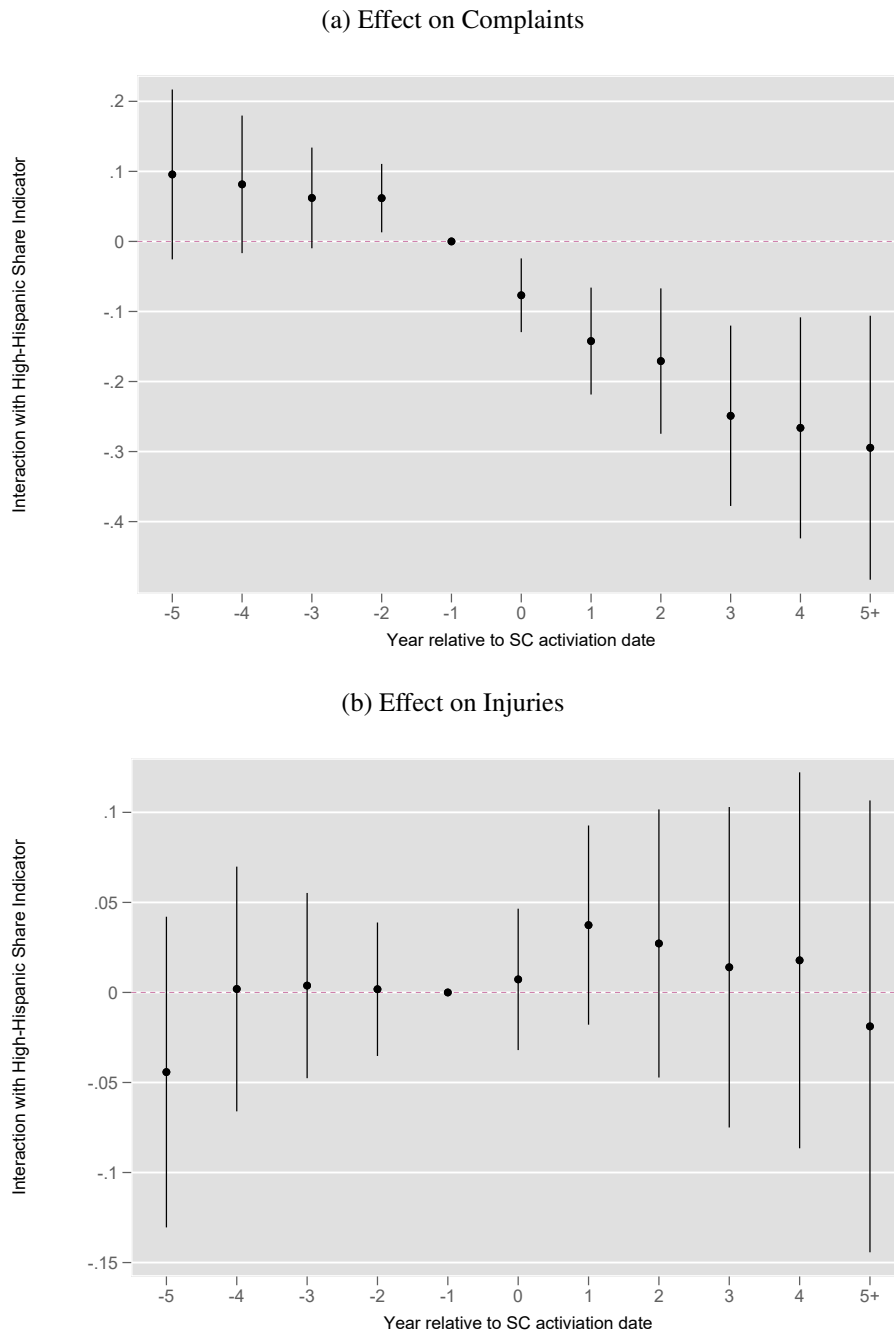 (a) Effect on Complaints
Interaction with High-Hispanic Share Indicator
.2
.1
0
-.1
-.2
-.3
-.4
-5 -4 -3 -2 -1 0 1 2 3 4 5+
Year relative to SC activiation date
(b) Effect on Injuries
Interaction with High-Hispanic Share Indicator
.1
.05
0
-.05
-.1
-.15
-5 -4 -3 -2 -1 0 1 2 3 4 5+
Year relative to SC activiation date